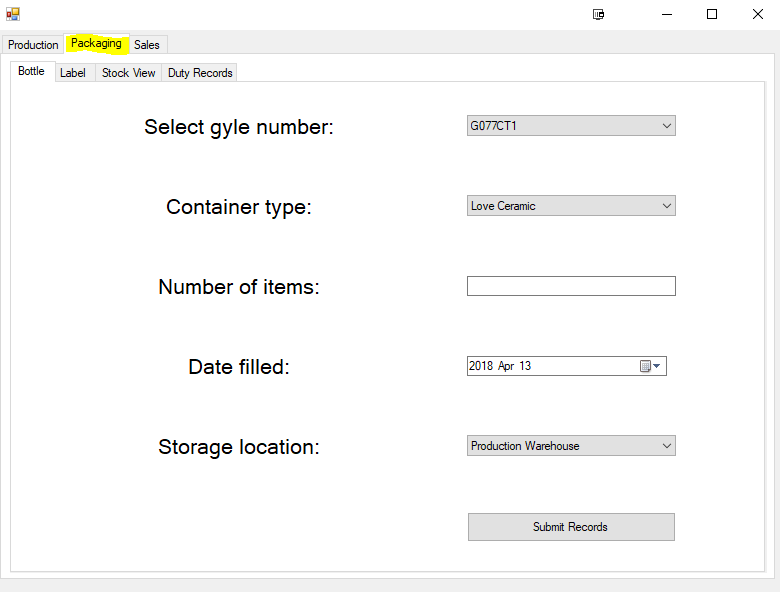 Production Packaging Sales
Bottle Label Stock View Duty Records
Select gyle number: G077CT1
Container type: Love Ceramic
Number of items:
Date filled: 2018 Apr 13
Storage location: Production Warehouse
Submit Records